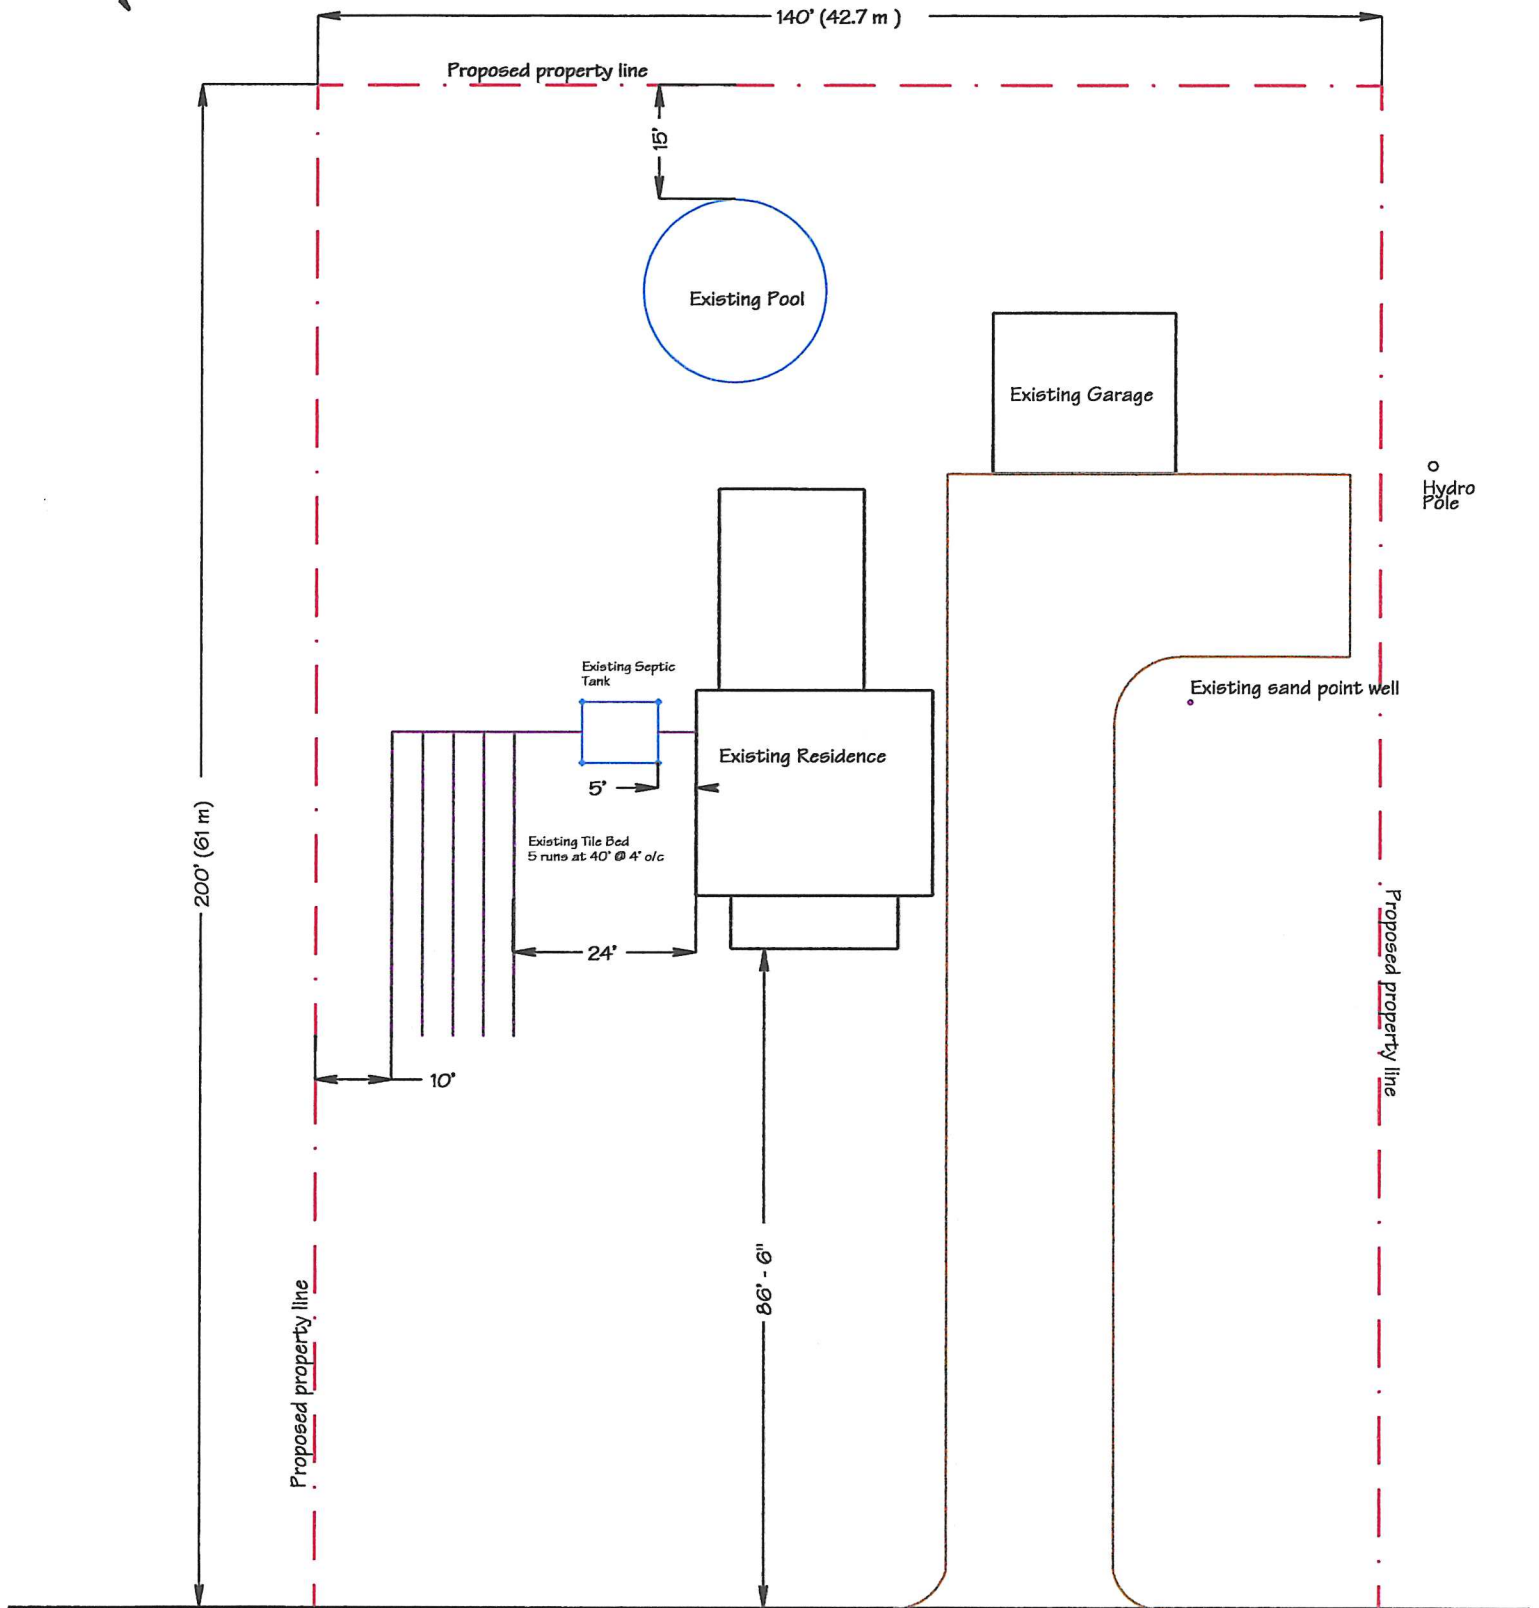 140' (42.7 m )
Proposed property line
15'
Existing Pool
Existing Garage
Hydro
Pole
Existing Septic
Tank
Existing sand point well
Existing Residence
5'
200' (61 m)
Existing Tile Bed
5 runs at 40' @ 4' o/c
24'
Proposed property line
10'
86' - 6"
Proposed property line